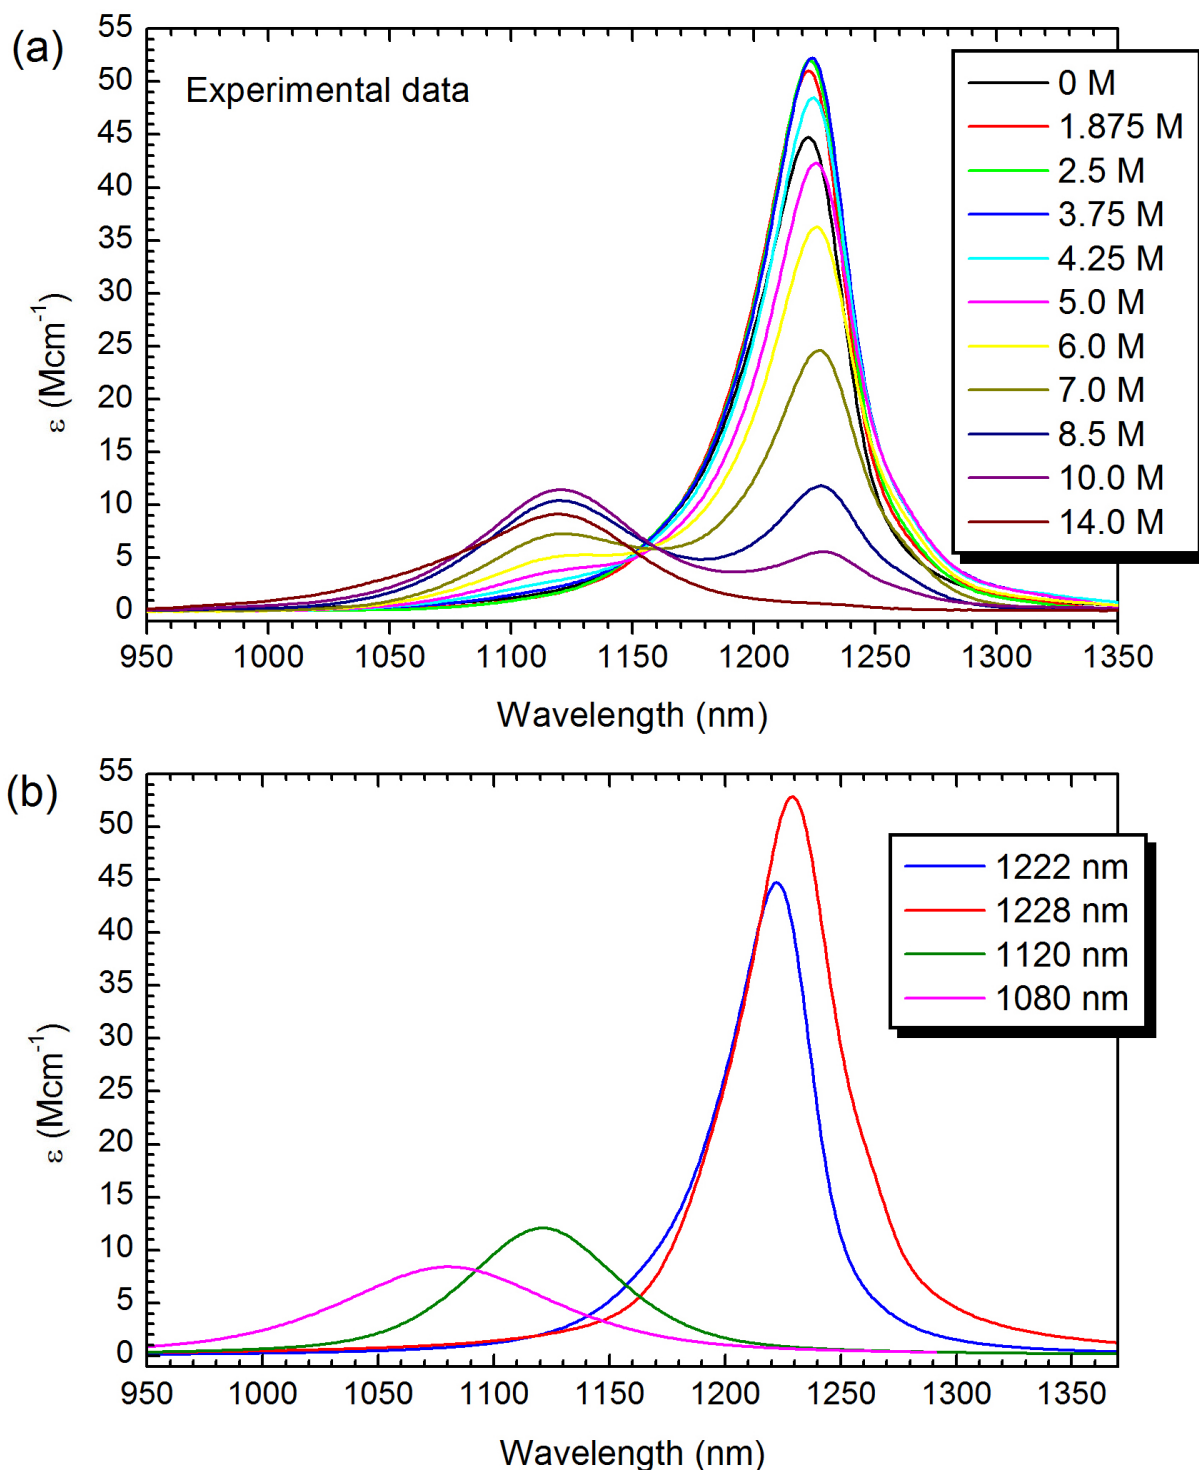 (a)
Experimental data
55
50
45
40
35
30
25
20
15
10
5
0
ε (Mcm⁻¹)
0 M
1.875 M
2.5 M
3.75 M
4.25 M
5.0 M
6.0 M
7.0 M
8.5 M
10.0 M
14.0 M
950 1000 1050 1100 1150 1200 1250 1300 1350
Wavelength (nm)
(b)
55
50
45
40
35
30
25
20
15
10
5
0
ε (Mcm⁻¹)
1222 nm
1228 nm
1120 nm
1080 nm
950 1000 1050 1100 1150 1200 1250 1300 1350
Wavelength (nm)